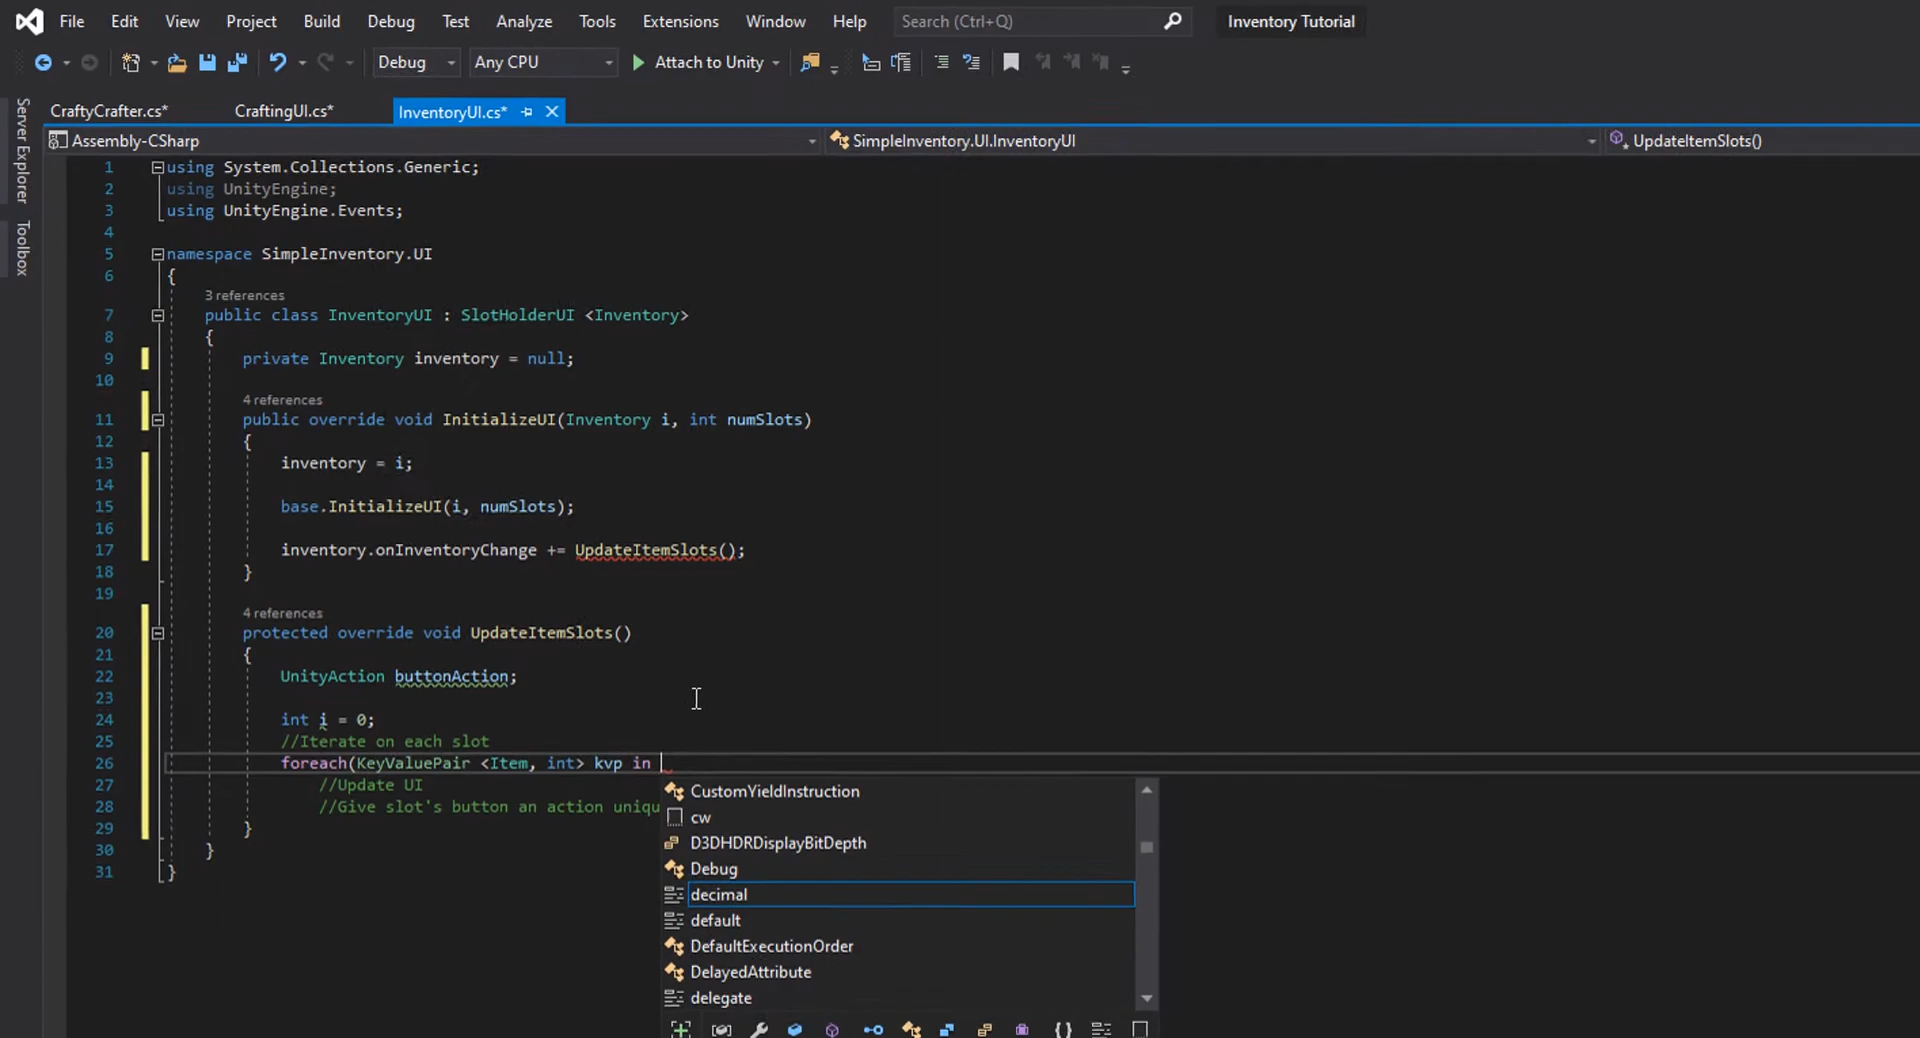 File Edit View Project Build Debug Test Analyze Tools Extensions Window Help Search (Ctrl+Q) Inventory Tutorial
Debug Any CPU Attach to Unity
CraftyCrafter.cs* CraftingUI.cs* InventoryUI.cs*
Server Explorer
Toolbox
Assembly-CSharp SimpleInventory.UI.InventoryUI UpdateItemSlots()
1 using System.Collections.Generic;
2 using UnityEngine;
3 using UnityEngine.Events;
4
5 namespace SimpleInventory.UI
6 {
3 references
7 public class InventoryUI : SlotHolderUI <Inventory>
8 {
9 private Inventory inventory = null;
10
4 references
11 public override void InitializeUI(Inventory i, int numSlots)
12 {
13 inventory = i;
14
15 base.InitializeUI(i, numSlots);
16
17 inventory.onInventoryChange += UpdateItemSlots();
18 }
19
4 references
20 protected override void UpdateItemSlots()
21 {
22 UnityAction buttonAction;
23
24 int i = 0;
25 //Iterate on each slot
26 foreach(KeyValuePair <Item, int> kvp in
27 //Update UI
28 //Give slot's button an action uniqu
29 }
30 }
31 }
CustomYieldInstruction
cw
D3DHDRDisplayBitDepth
Debug
decimal
default
DefaultExecutionOrder
DelayedAttribute
delegate